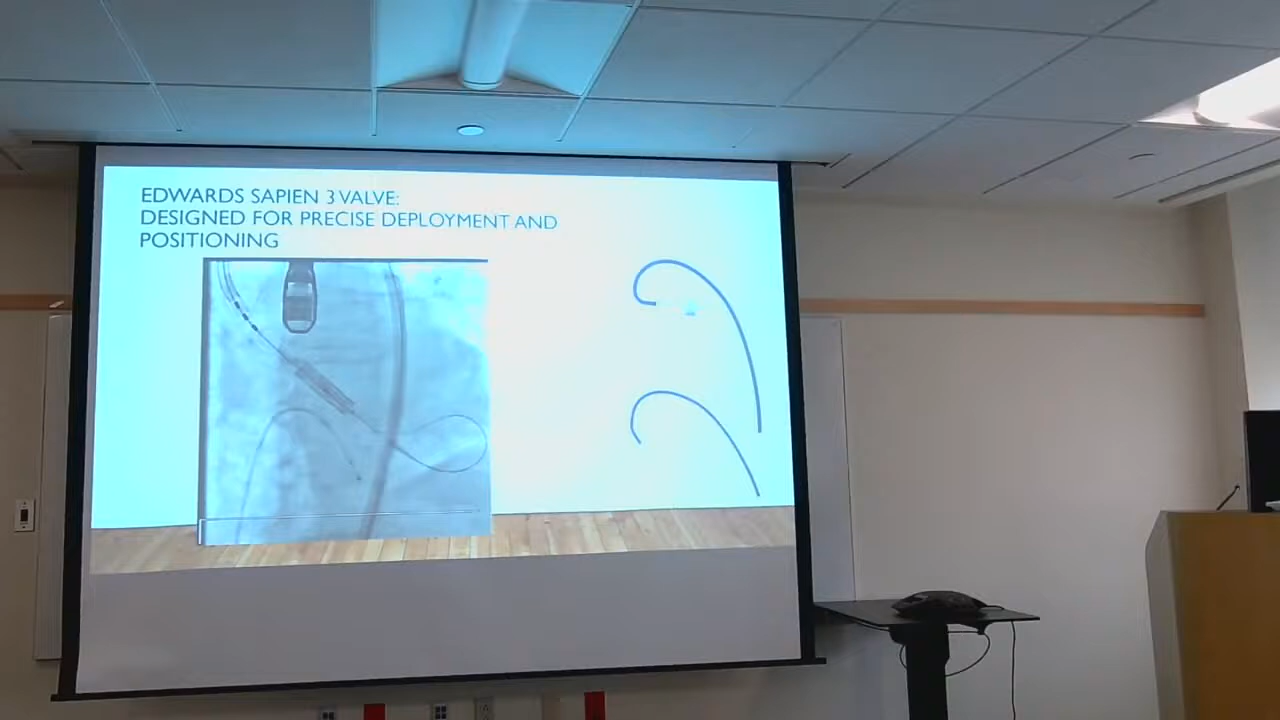 EDWARDS SAPIEN 3 VALVE:
DESIGNED FOR PRECISE DEPLOYMENT AND
POSITIONING